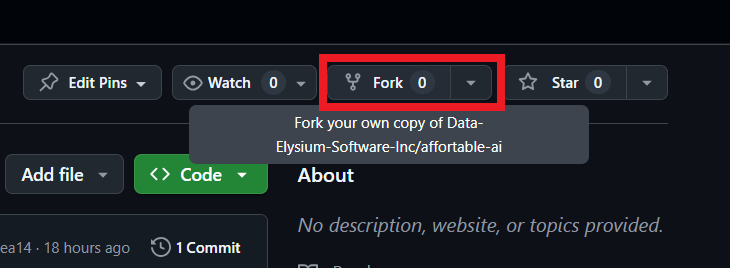 Edit Pins
Watch 0
Fork 0
Star 0
Fork your own copy of Data-
Elysium-Software-Inc/affortable-ai
Add file
Code
About
No description, website, or topics provided.
ea14 · 18 hours ago
1 Commit